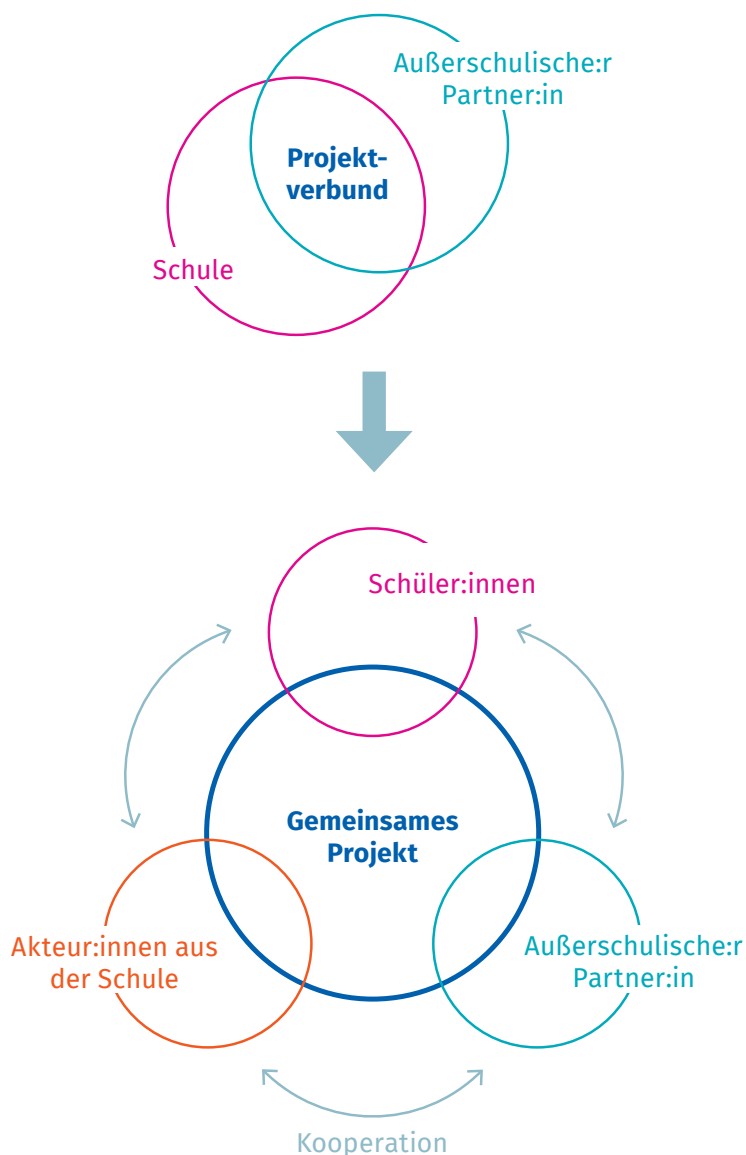 Außerschulische:r
Partner:in
Projekt-
verbund
Schule
Schüler:innen
Gemeinsames
Projekt
Akteur:innen aus
der Schule
Außerschulische:r
Partner:in
Kooperation